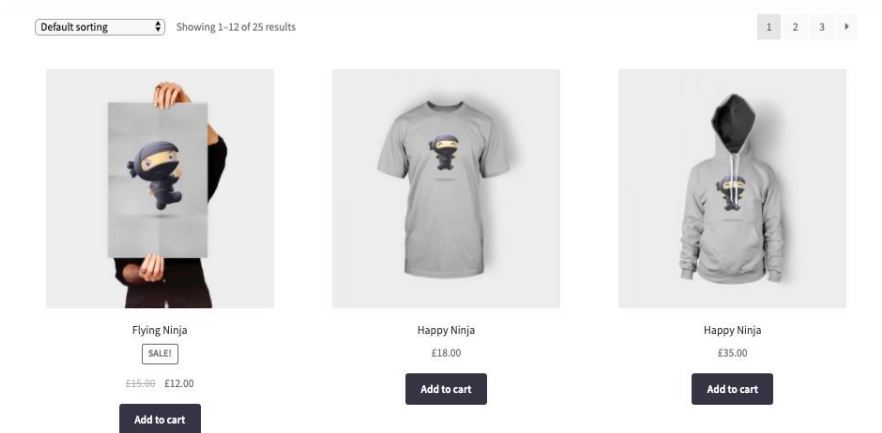 Default sorting Showing 1–12 of 25 results 1 2 3
Flying Ninja
SALE!
£15.00 £12.00
Add to cart
Happy Ninja
£18.00
Add to cart
Happy Ninja
£35.00
Add to cart